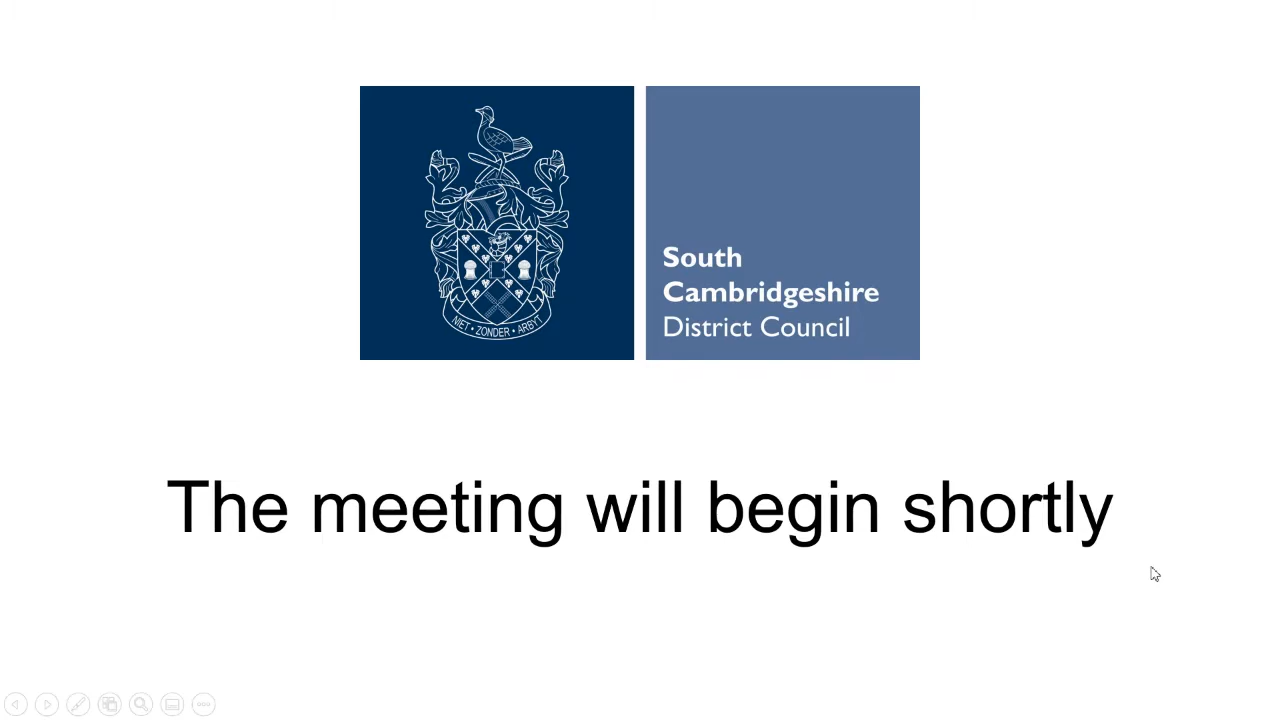 NIET • ZONDER • ARBYT
South
Cambridgeshire
District Council
The meeting will begin shortly